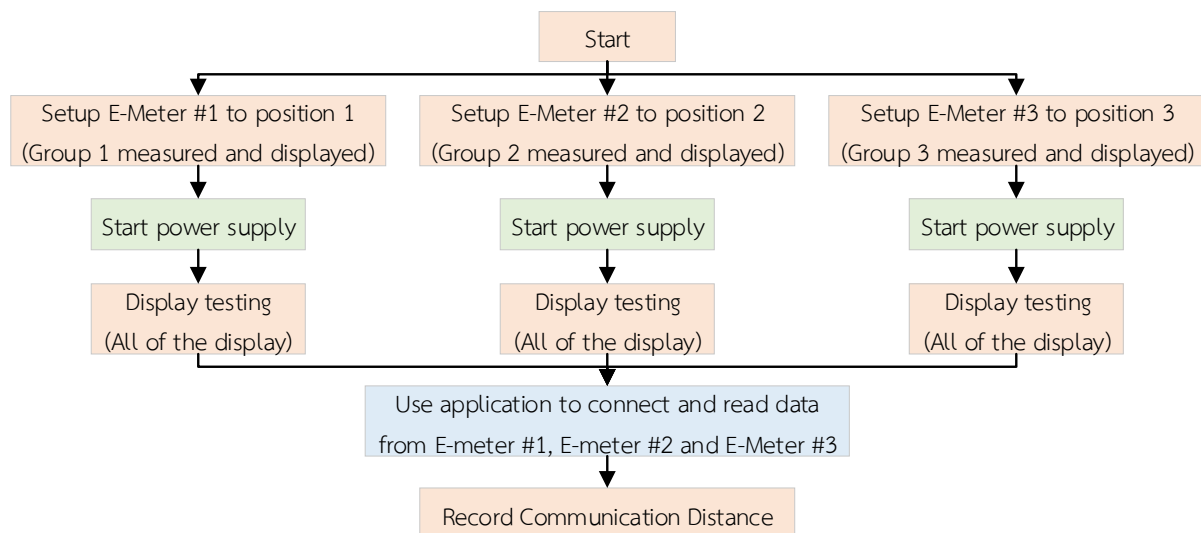 Start
Setup E-Meter #1 to position 1
(Group 1 measured and displayed)
Setup E-Meter #2 to position 2
(Group 2 measured and displayed)
Setup E-Meter #3 to position 3
(Group 3 measured and displayed)
Start power supply
Start power supply
Start power supply
Display testing
(All of the display)
Display testing
(All of the display)
Display testing
(All of the display)
Use application to connect and read data
from E-meter #1, E-meter #2 and E-Meter #3
Record Communication Distance